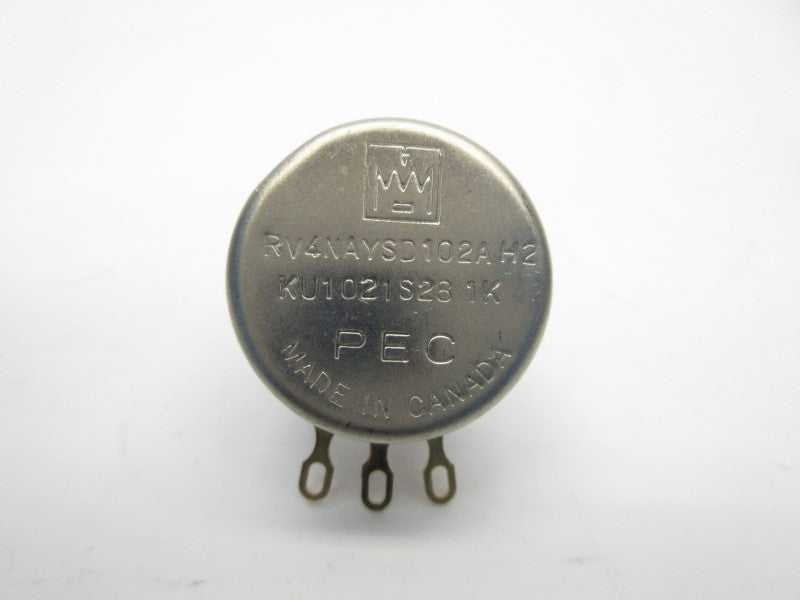 RV4NAYSD102A H2
KU1021S28 1K
PEC
MADE IN CANADA